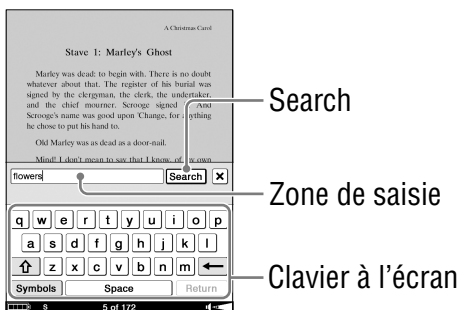 A Christmas Carol
Stave 1: Marley's Ghost
Marley was dead: to begin with. There is no doubt
whatever about that. The register of his burial was
signed by the clergyman, the clerk, the undertaker,
and the chief mourner. Scrooge signed And
Scrooge's name was good upon 'Change, for anything
he chose to put his hand to.
Old Marley was as dead as a door-nail.
Mind! I don't mean to say that I know, of my own
flowers Search ×
Search
Zone de saisie
q w e r t y u i o p
a s d f g h j k l
z x c v b n m
Symbols Space Return
Clavier à l'écran
S 5 of 172